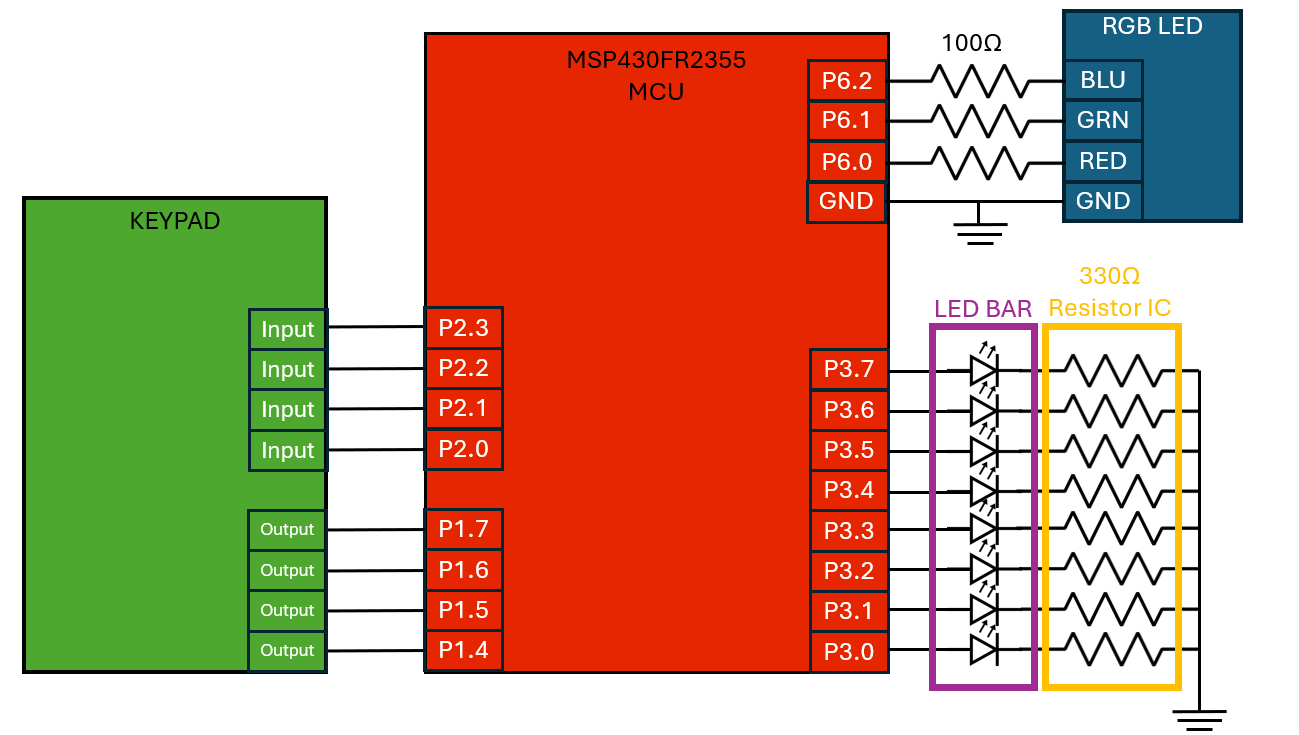 KEYPAD
Input
Input
Input
Input
Output
Output
Output
Output
MSP430FR2355
MCU
P2.3
P2.2
P2.1
P2.0
P1.7
P1.6
P1.5
P1.4
P6.2
P6.1
P6.0
GND
P3.7
P3.6
P3.5
P3.4
P3.3
P3.2
P3.1
P3.0
100Ω
RGB LED
BLU
GRN
RED
GND
LED BAR
330Ω
Resistor IC